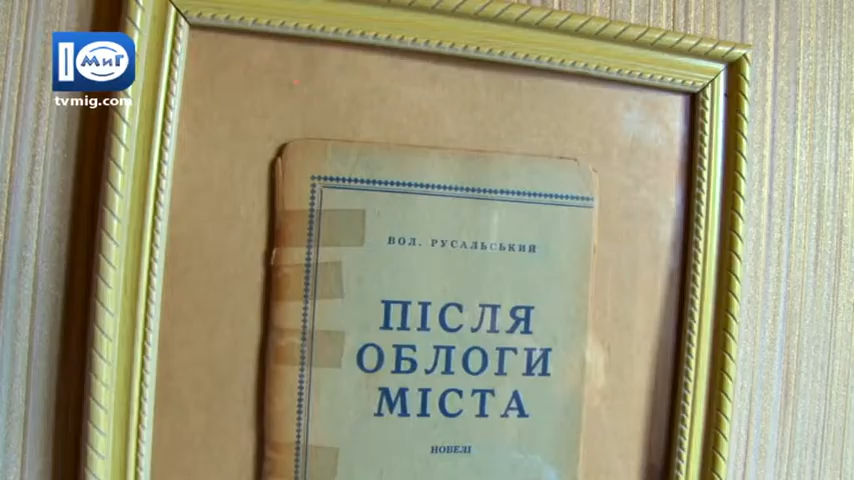 Ю
МиГ
tvmig.com
ВОЛ. РУСАЛЬСЬКИЙ
ПІСЛЯ
ОБЛОГИ
МІСТА
НОВЕЛІ